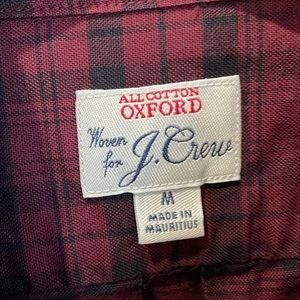 ALL COTTON
OXFORD
Woven
for J. Crew
M
MADE IN
MAURITIUS